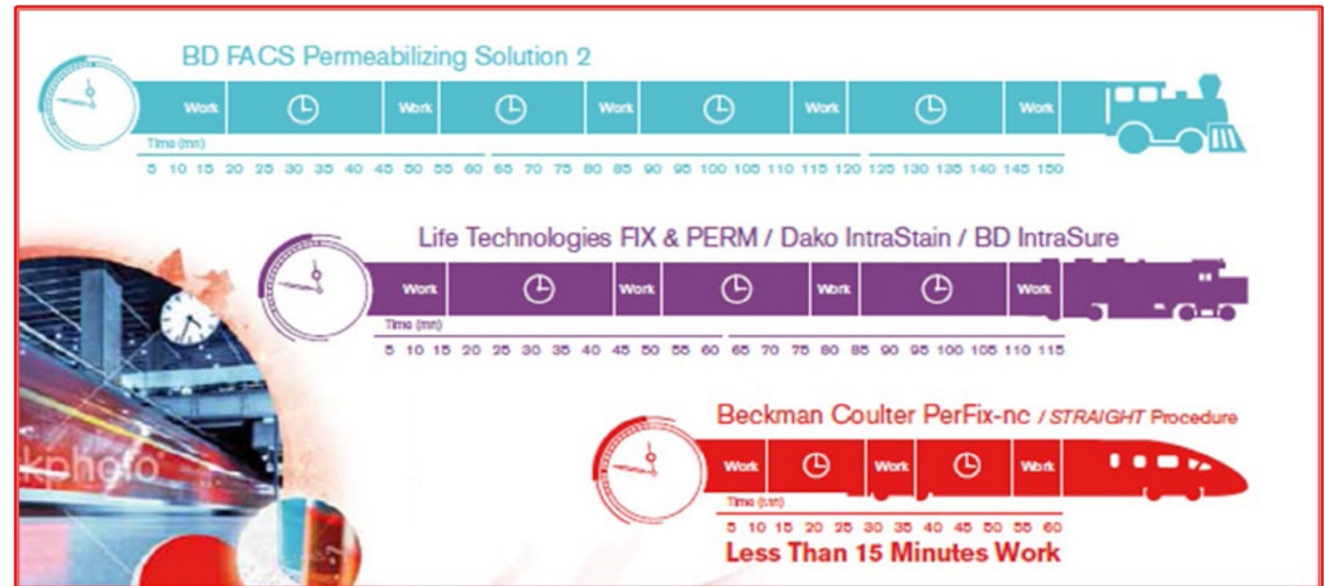 BD FACS Permeabilizing Solution 2
Work Work Work Work Work
Time (mn)
5 10 15 20 25 30 35 40 45 50 55 60 65 70 75 80 85 90 95 100 105 110 115 120 125 130 135 140 145 150
Life Technologies FIX & PERM / Dako IntraStain / BD IntraSure
Work Work Work Work
Time (mn)
5 10 15 20 25 30 35 40 45 50 55 60 65 70 75 80 85 90 95 100 105 110 115
Beckman Coulter PerFix-nc / STRAIGHT Procedure
Work Work Work
Time (mn)
5 10 15 20 25 30 35 40 45 50 55 60
Less Than 15 Minutes Work
kphoto